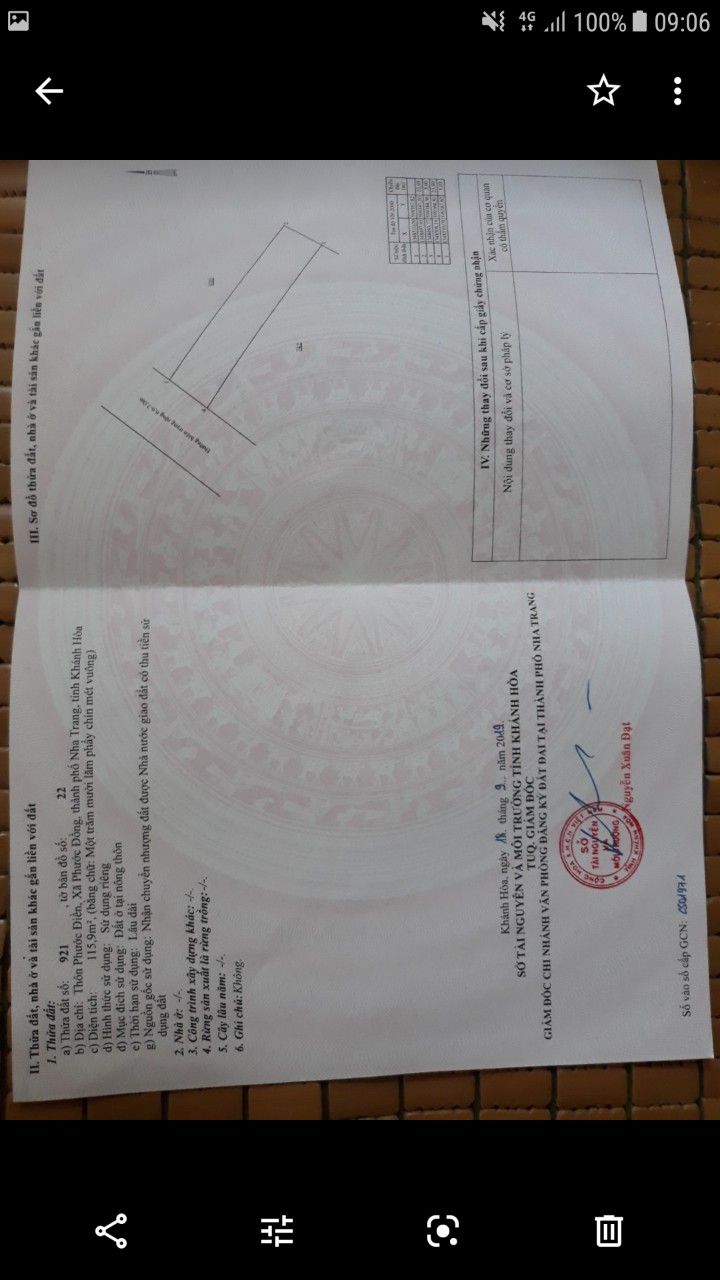 4G 100% 09:06
II. Thửa đất, nhà ở và tài sản khác gắn liền với đất
1. Thửa đất:
a) Thửa đất số: 921 , tờ bản đồ số: 22
b) Địa chỉ: Thôn Phước Điền, Xã Phước Đồng, thành phố Nha Trang, tỉnh Khánh Hòa
c) Diện tích: 115.9m², (bằng chữ: Một trăm mười lăm phẩy chín mét vuông)
d) Hình thức sử dụng: Sử dụng riêng
đ) Mục đích sử dụng: Đất ở tại nông thôn
e) Thời hạn sử dụng: Lâu dài
g) Nguồn gốc sử dụng: Nhận chuyển nhượng đất được Nhà nước giao đất có thu tiền sử
dụng đất
2. Nhà ở: -/-.
3. Công trình xây dựng khác: -/-.
4. Rừng sản xuất là rừng trồng:-/-.
5. Cây lâu năm: -/-.
6. Ghi chú: Không.
Khánh Hòa, ngày 18 tháng 9... năm 2019.
SỞ TÀI NGUYÊN VÀ MÔI TRƯỜNG TỈNH KHÁNH HÒA
TUQ. GIÁM ĐỐC
GIÁM ĐỐC CHI NHÁNH VĂN PHÒNG ĐĂNG KÝ ĐẤT ĐAI TẠI THÀNH PHỐ NHA TRANG
SỞ
TÀI NGUYÊN
VÀ
MÔI TRƯỜNG
Nguyễn Xuân Đạt
Số vào sổ cấp GCN: CS01971
III. Sơ đồ thửa đất, nhà ở và tài sản khác gắn liền với đất
IV. Những thay đổi sau khi cấp giấy chứng nhận
Nội dung thay đổi và cơ sở pháp lý
Xác nhận của cơ quan
có thẩm quyền